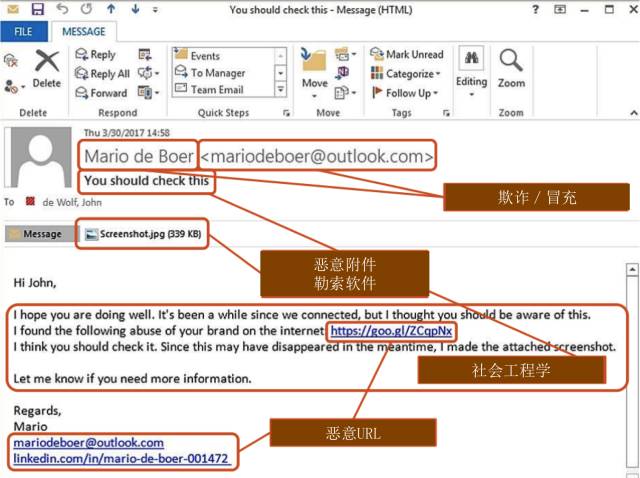 You should check this - Message (HTML)
FILE
MESSAGE
Delete
Reply
Reply All
Forward
Events
To Manager
Team Email
Move
Mark Unread
Categorize
Follow Up
Editing
Zoom
Delete
Respond
Quick Steps
Move
Tags
Zoom
Thu 3/30/2017 14:58
Mario de Boer <mariodeboer@outlook.com>
You should check this
欺诈 / 冒充
To de Wolf, John
Message
Screenshot.jpg (339 KB)
恶意附件
勒索软件
Hi John,
I hope you are doing well. It's been a while since we connected, but I thought you should be aware of this.
I found the following abuse of your brand on the internet https://goo.gl/ZCqpNx
I think you should check it. Since this may have disappeared in the meantime, I made the attached screenshot.
社会工程学
Let me know if you need more information.
Regards,
Mario
恶意URL
mariodeboer@outlook.com
linkedin.com/in/mario-de-boer-001472